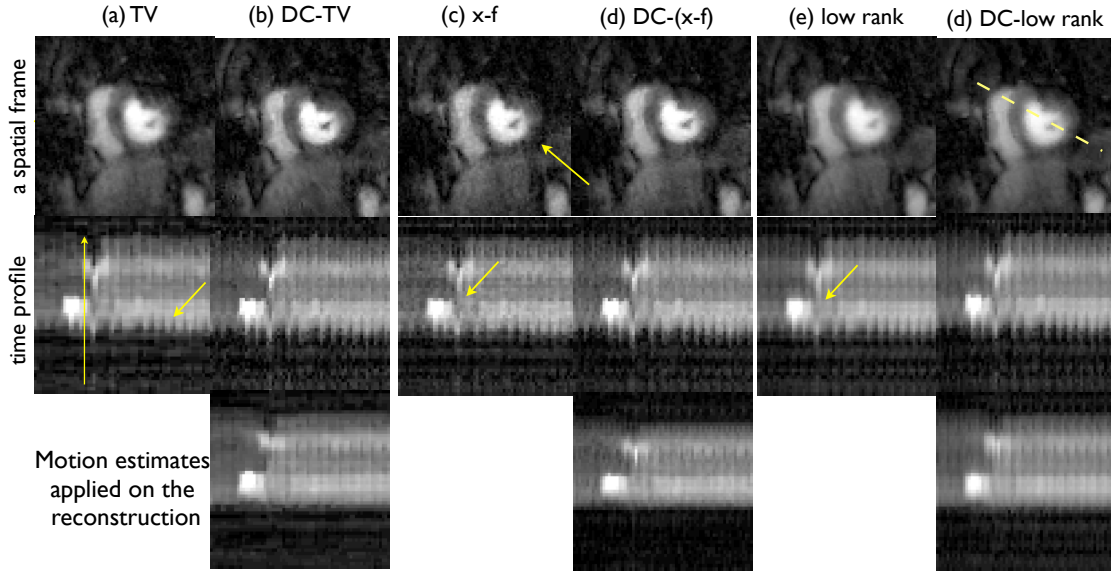 (a) TV
(b) DC-TV
(c) x-f
(d) DC-(x-f)
(e) low rank
(d) DC-low rank
a spatial frame
time profile
Motion estimates
applied on the
reconstruction